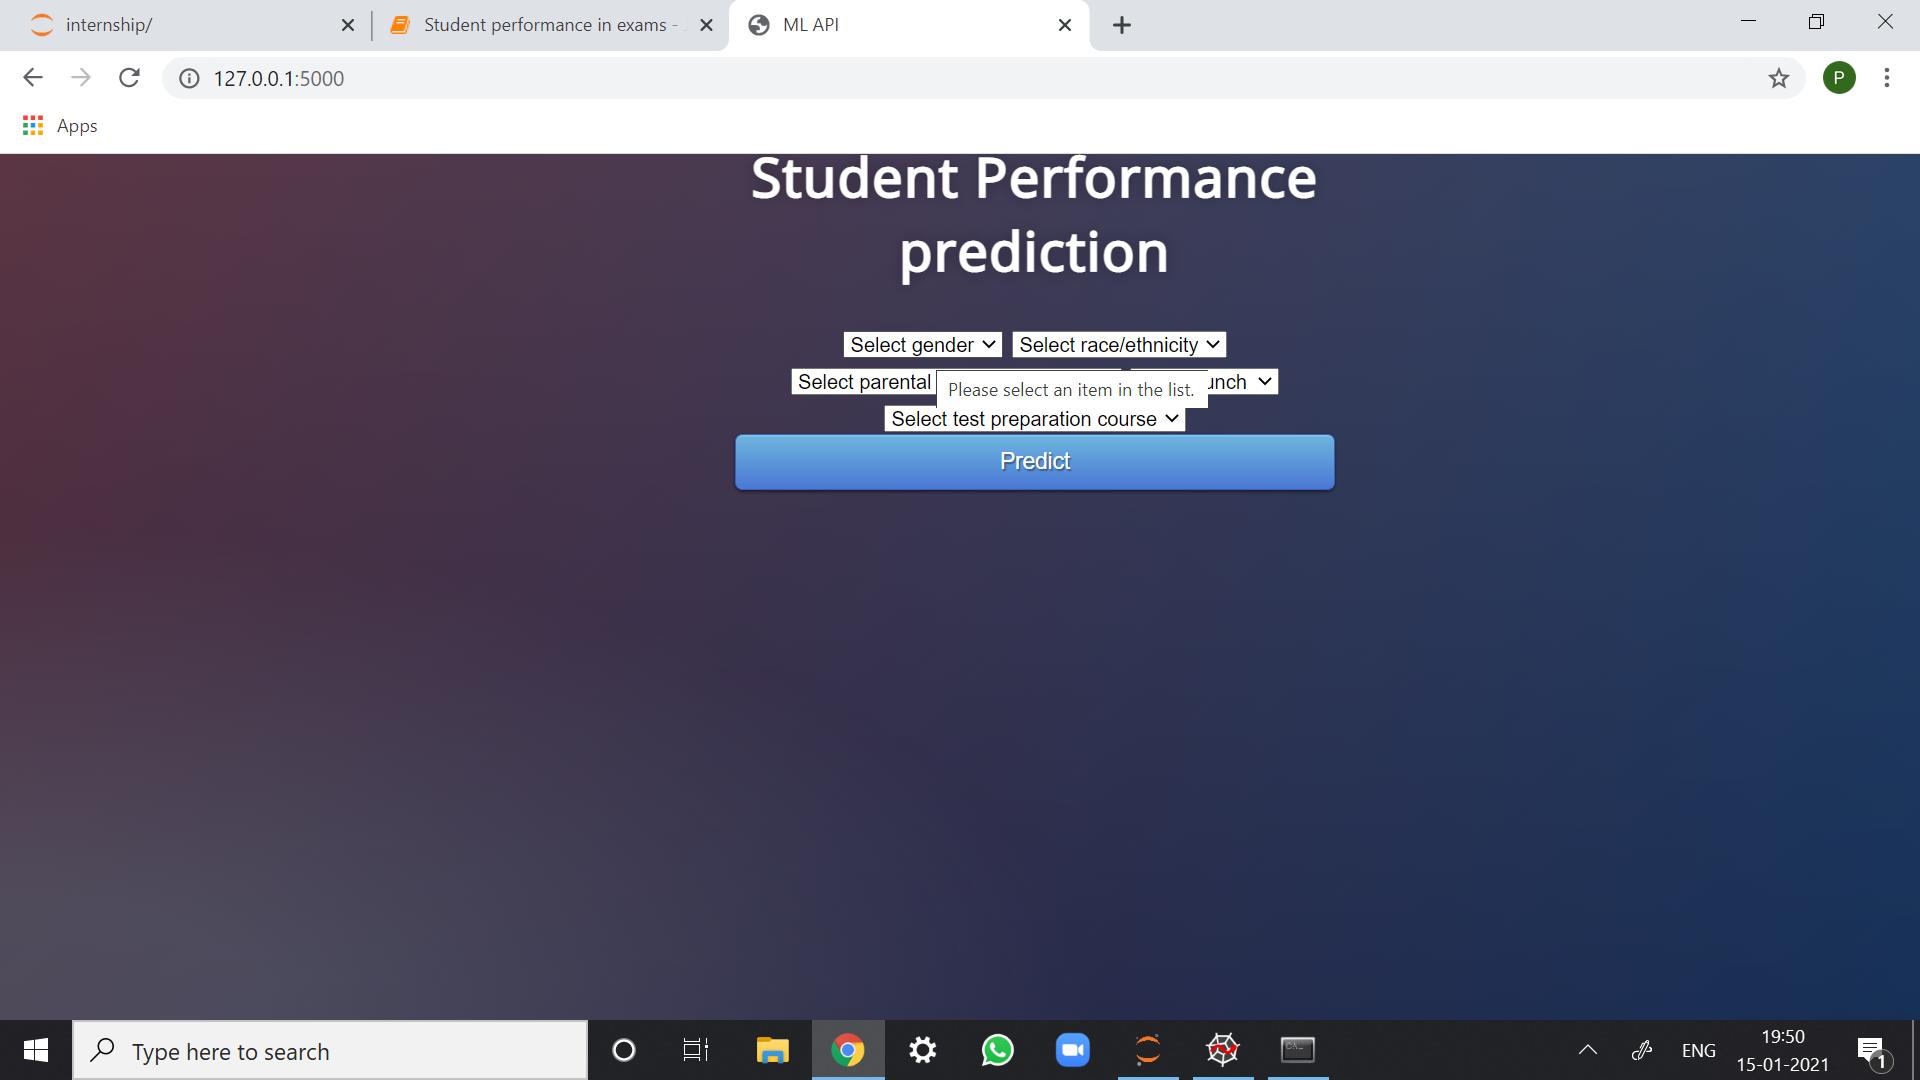 internship/
Student performance in exams -
ML API
127.0.0.1:5000
P
Apps
Student Performance
prediction
Select gender
Select race/ethnicity
Select parental
Please select an item in the list.
unch
Select test preparation course
Predict
Type here to search
ENG
19:50
15-01-2021
1